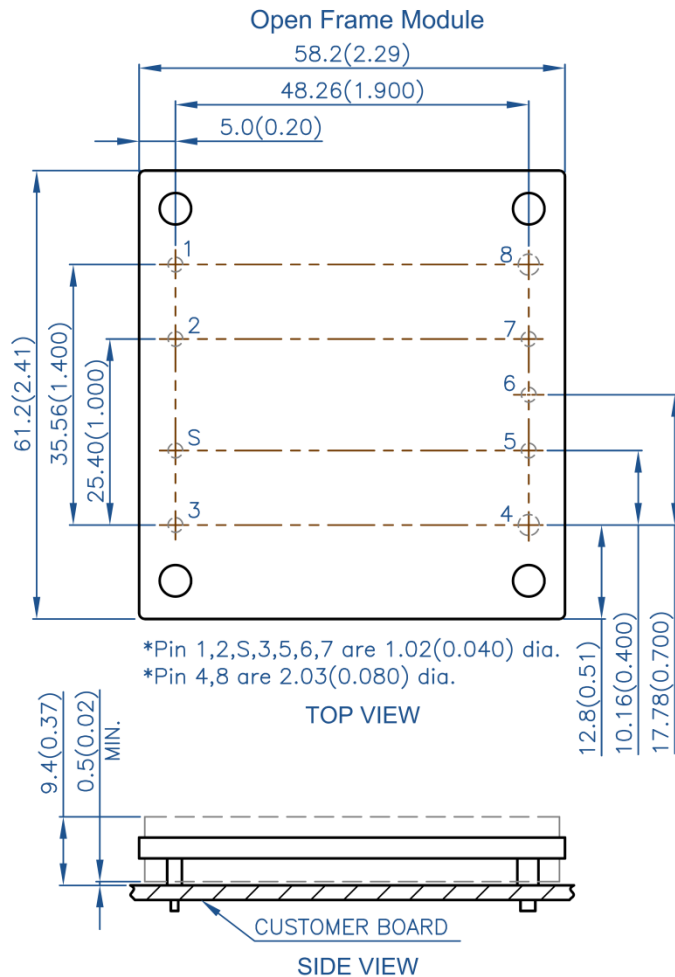 Open Frame Module
58.2(2.29)
48.26(1.900)
5.0(0.20)
1
8
2
7
6
S
5
3
4
61.2(2.41)
35.56(1.400)
25.40(1.000)
12.8(0.51)
10.16(0.400)
17.78(0.700)
*Pin 1,2,S,3,5,6,7 are 1.02(0.040) dia.
*Pin 4,8 are 2.03(0.080) dia.
TOP VIEW
9.4(0.37)
0.5(0.02)
MIN.
CUSTOMER BOARD
SIDE VIEW